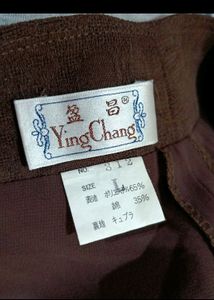 盈昌®
YingChang
NO. 312
SIZE L
表地 ポリエステル65%
綿 35%
裏地 キュプラ